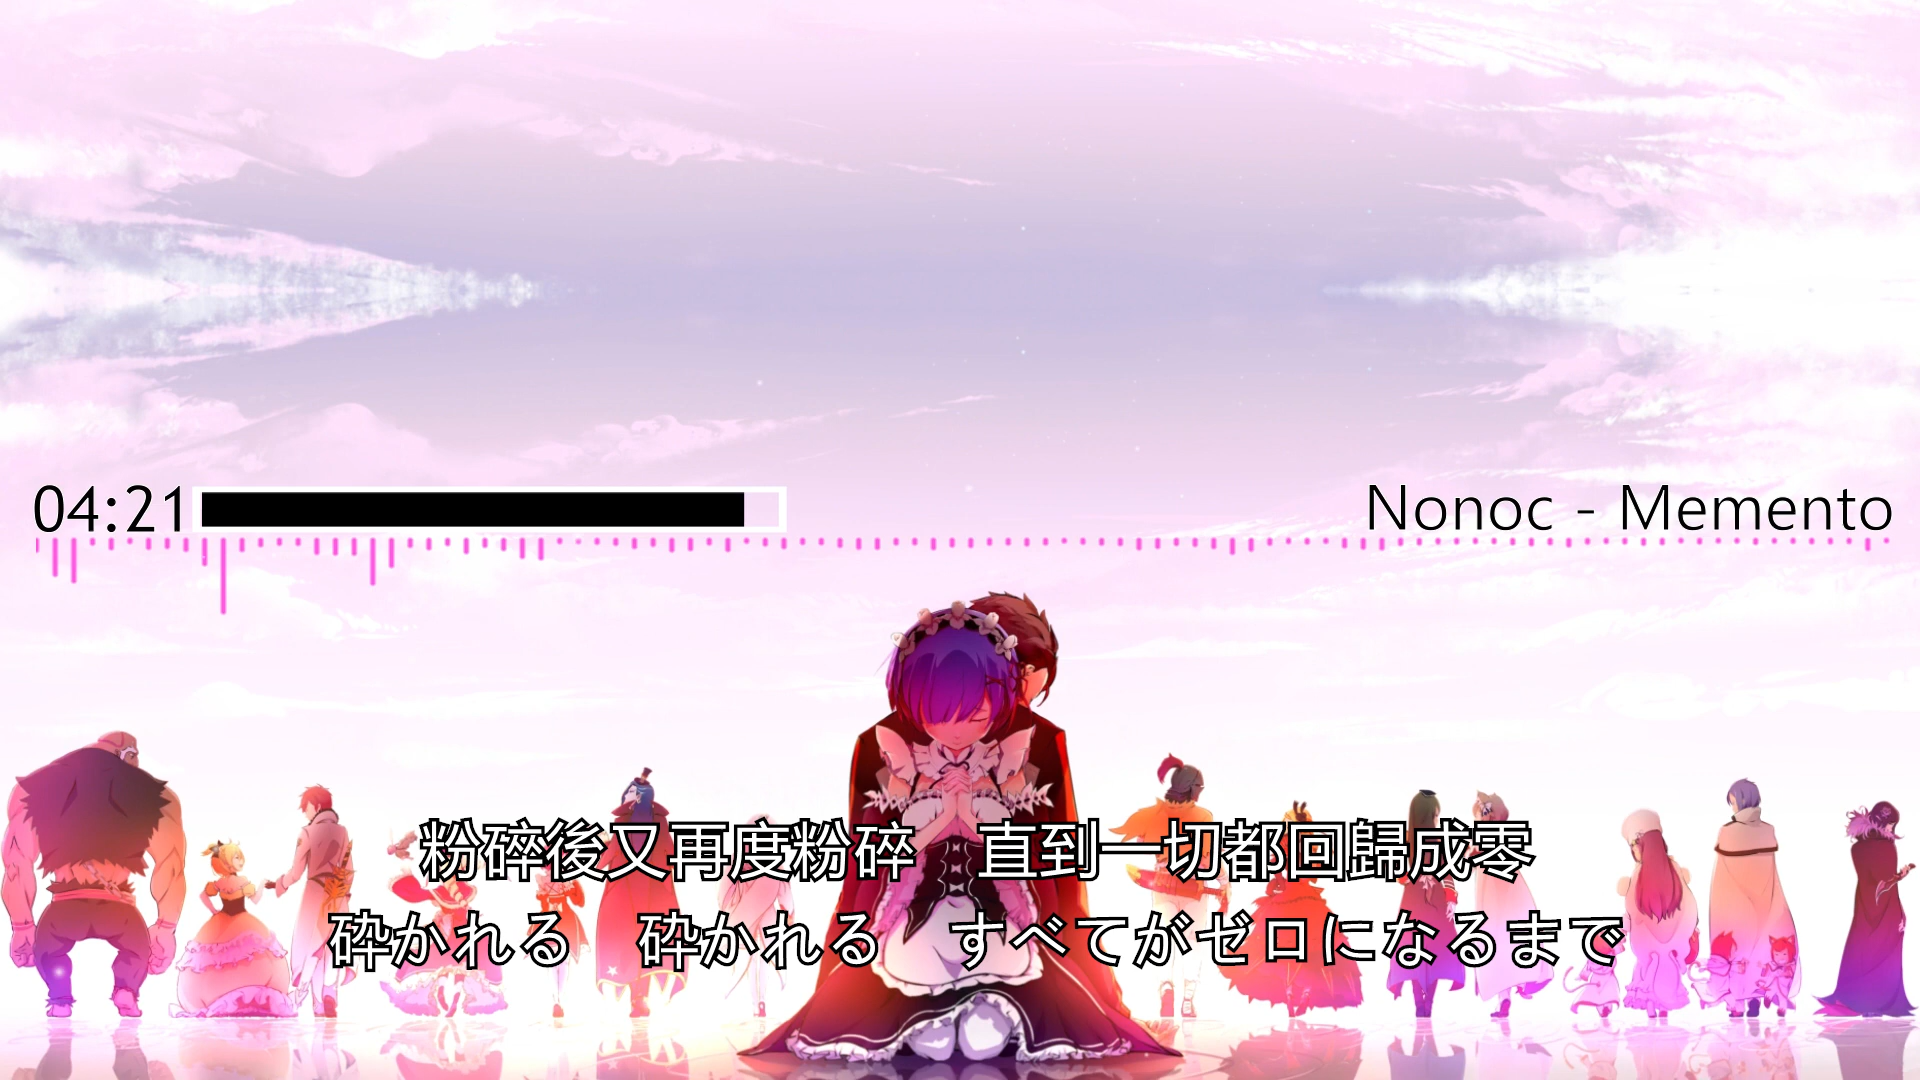 04:21
Nonoc - Memento
粉碎後又再度粉碎　直到一切都回歸成零
砕かれる　砕かれる　すべてがゼロになるまで